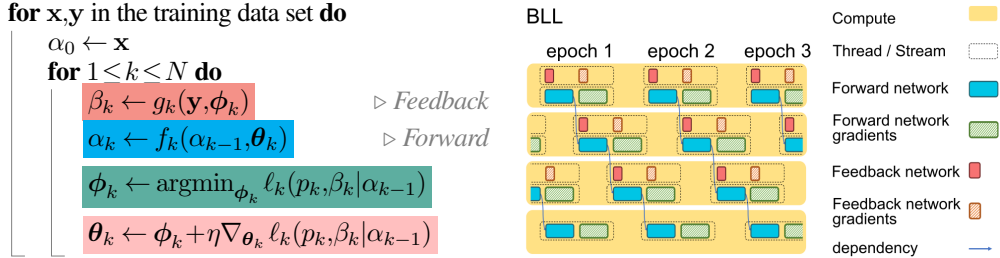 for x,y in the training data set do
α₀ ← x
for 1 ≤ k ≤ N do
βₖ ← gₖ(y,ϕₖ) ▷ Feedback
αₖ ← fₖ(αₖ₋₁,θₖ) ▷ Forward
ϕₖ ← argmin_ϕₖ ℓₖ(pₖ,βₖ|αₖ₋₁)
θₖ ← ϕₖ+η∇_θₖ ℓₖ(pₖ,βₖ|αₖ₋₁)
BLL
epoch 1 epoch 2 epoch 3
Compute
Thread / Stream
Forward network
Forward network
gradients
Feedback network
Feedback network
gradients
dependency